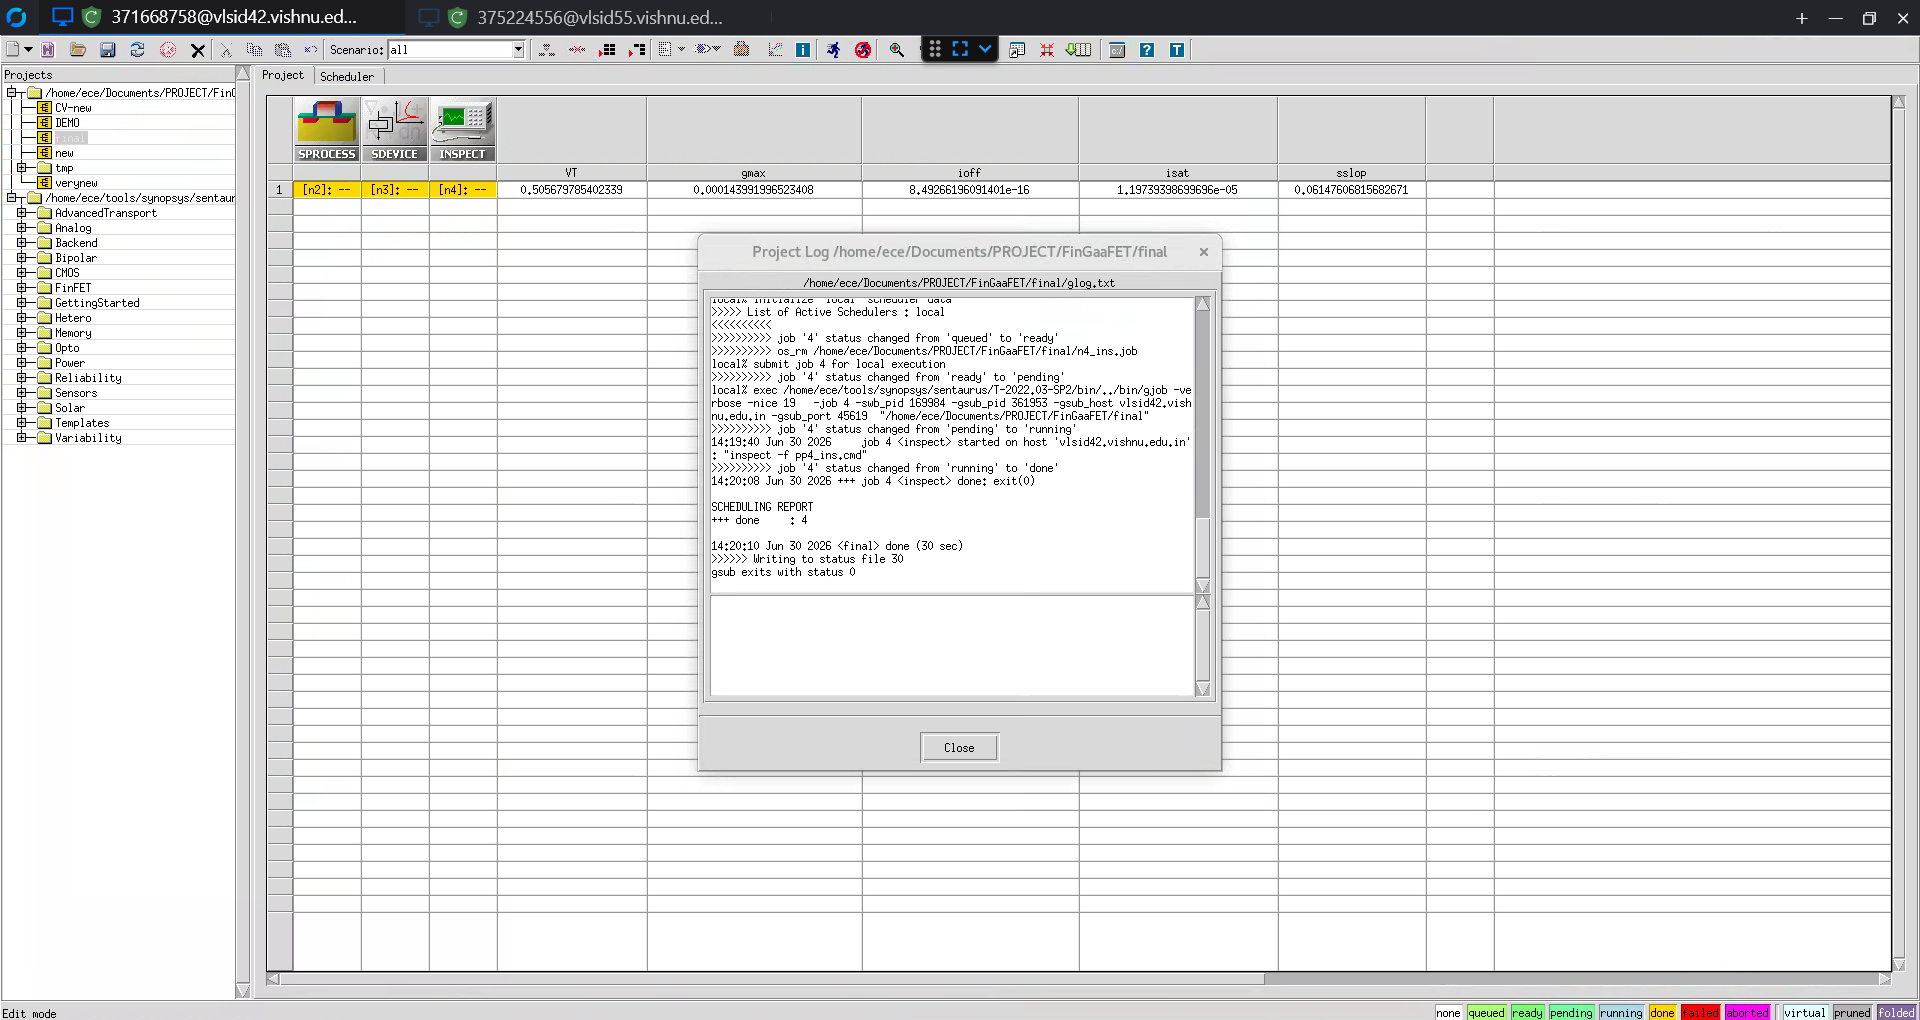 371668758@vlsid42.vishnu.ed...
375224556@vlsid55.vishnu.ed...
Scenario: all
Projects
/home/ece/Documents/PROJECT/FinG
CV-new
DEMO
final
new
tmp
verynew
/home/ece/tools/synopsys/sentaur
AdvancedTransport
Analog
Backend
Bipolar
CMOS
FinFET
GettingStarted
Hetero
Memory
Opto
Power
Reliability
Sensors
Solar
Templates
Variability
Project Scheduler
SPROCESS SDEVICE INSPECT
VT gmax ioff isat sslop
1 [n2]: -- [n3]: -- [n4]: -- 0.505679785402339 0.000143991996523408 8.49266196091401e-16 1.19739398699696e-05 0.06147606815682671
Project Log /home/ece/Documents/PROJECT/FinGaaFET/final
/home/ece/Documents/PROJECT/FinGaaFET/final/glog.txt
local% initialize 'local' scheduler data
>>>>> List of Active Schedulers : local
<<<<<<<<<<
>>>>>>>>>> job '4' status changed from 'queued' to 'ready'
>>>>>>>>>> os_rm /home/ece/Documents/PROJECT/FinGaaFET/final/n4_ins.job
local% submit job 4 for local execution
>>>>>>>>>> job '4' status changed from 'ready' to 'pending'
local% exec /home/ece/tools/synopsys/sentaurus/T-2022.03-SP2/bin/../bin/gjob -ve
rbose -nice 19 -job 4 -swb_pid 169984 -gsub_pid 361953 -gsub_host vlsid42.vish
nu.edu.in -gsub_port 45619 "/home/ece/Documents/PROJECT/FinGaaFET/final"
>>>>>>>>>> job '4' status changed from 'pending' to 'running'
14:19:40 Jun 30 2026 job 4 <inspect> started on host 'vlsid42.vishnu.edu.in'
: "inspect -f pp4_ins.cmd"
>>>>>>>>>> job '4' status changed from 'running' to 'done'
14:20:08 Jun 30 2026 +++ job 4 <inspect> done: exit(0)
SCHEDULING REPORT
+++ done : 4
14:20:10 Jun 30 2026 <final> done (30 sec)
>>>>>> Writing to status file 30
gsub exits with status 0
Close
Edit mode
none queued ready pending running done failed aborted virtual pruned folded